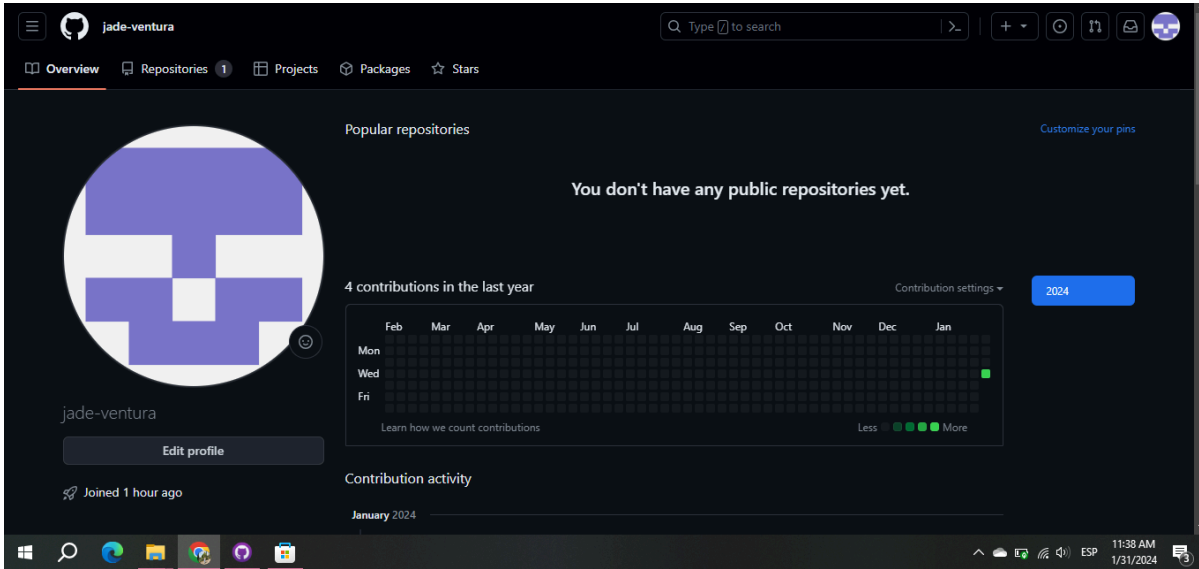 jade-ventura
Type / to search
Overview
Repositories 1
Projects
Packages
Stars
Popular repositories
Customize your pins
You don't have any public repositories yet.
4 contributions in the last year
Contribution settings
2024
Feb Mar Apr May Jun Jul Aug Sep Oct Nov Dec Jan
Mon
Wed
Fri
Learn how we count contributions
Less More
jade-ventura
Edit profile
Joined 1 hour ago
Contribution activity
January 2024
ESP
11:38 AM
1/31/2024
3